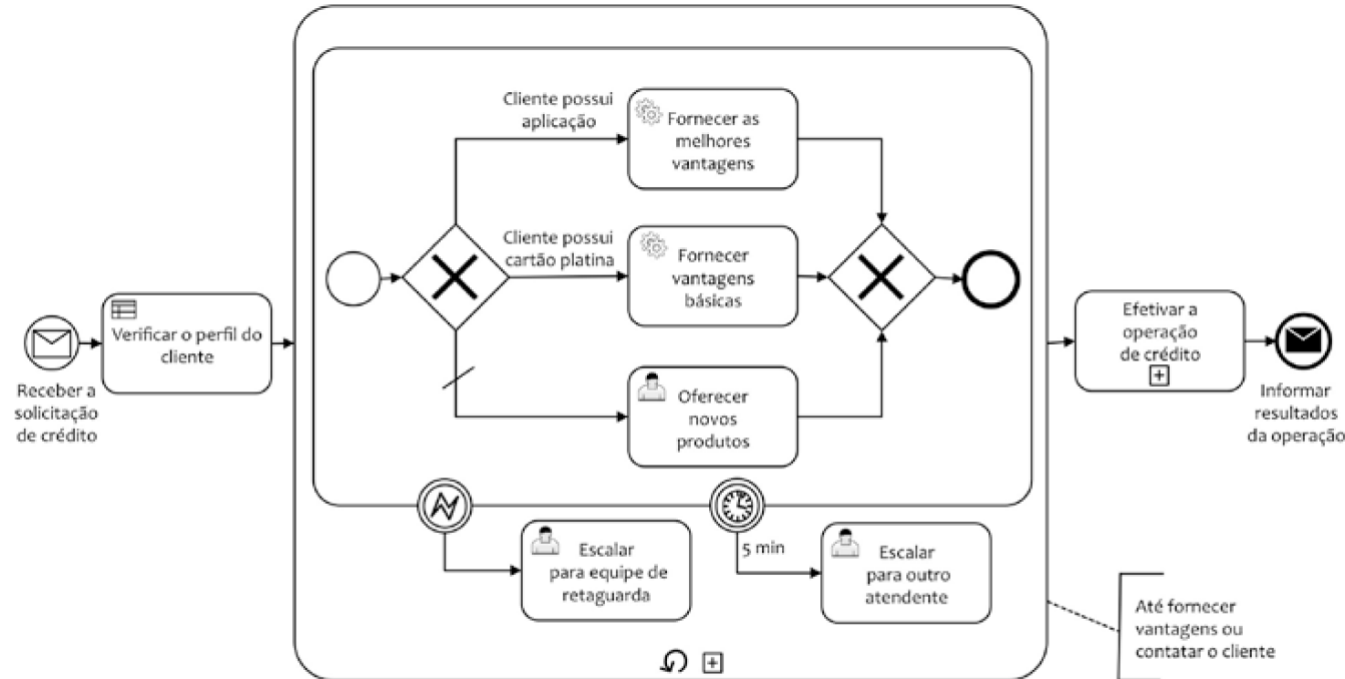 Receber a
solicitação
de crédito
Verificar o perfil do
cliente
Cliente possui
aplicação
Fornecer as
melhores
vantagens
Cliente possui
cartão platina
Fornecer
vantagens
básicas
Oferecer
novos
produtos
Escalar
para equipe de
retaguarda
5 min
Escalar
para outro
atendente
Efetivar a
operação
de crédito
Informar
resultados
da operação
Até fornecer
vantagens ou
contatar o cliente